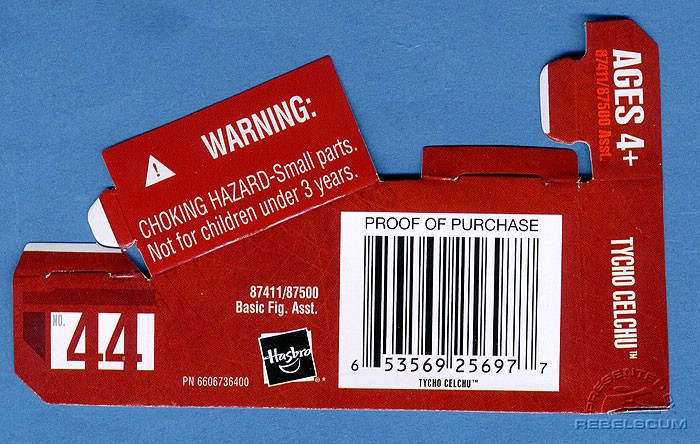 WARNING:
CHOKING HAZARD-Small parts.
Not for children under 3 years.
AGES 4+
87411/87500 Asst.
TYCHO CELCHU™
NO.
44
87411/87500
Basic Fig. Asst.
Hasbro
®*
PN 6606736400
PROOF OF PURCHASE
6 53569 25697 7
TYCHO CELCHU™
PRESENTED BY
REBELSCUM